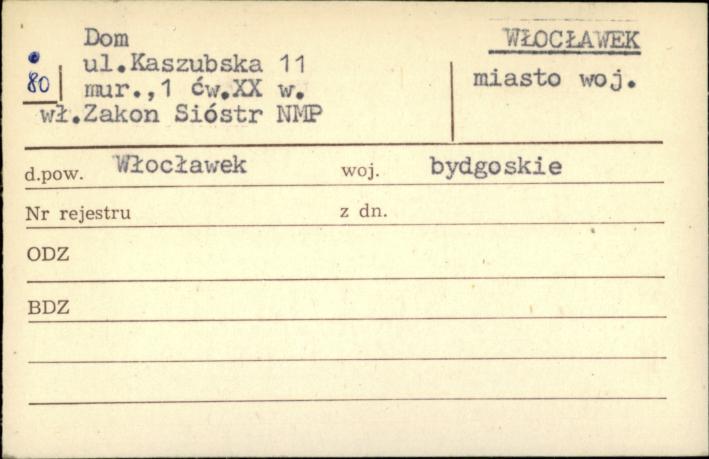 Dom
ul.Kaszubska 11
80 mur.,1 ćw.XX w.
wł.Zakon Sióstr NMP
WŁOCŁAWEK
miasto woj.
d.pow. Włocławek woj. bydgoskie
Nr rejestru z dn.
ODZ
BDZ